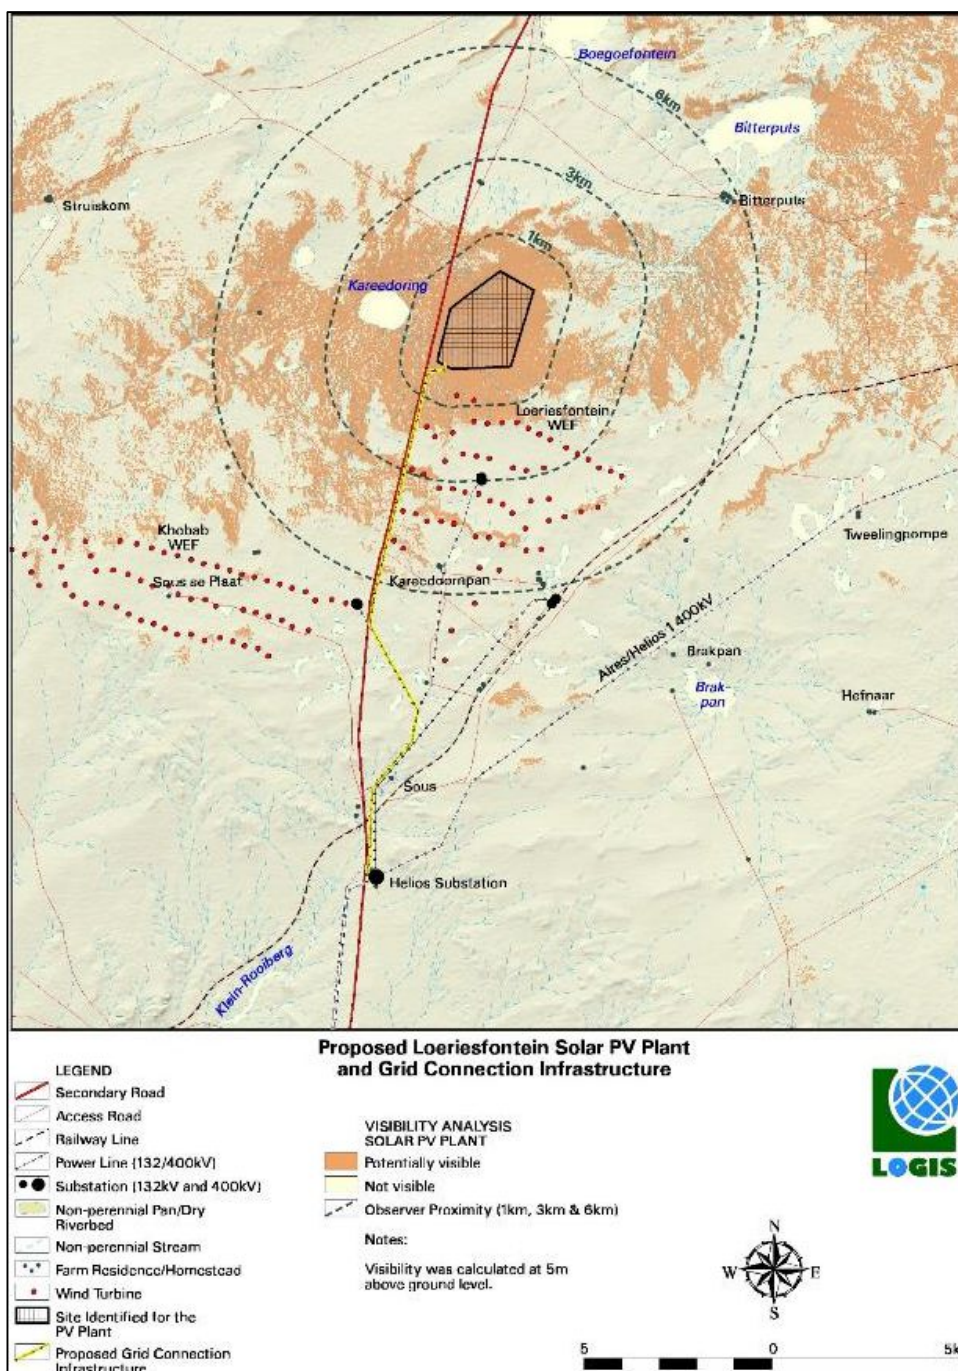 Boegoefontein
6km
Bitterputs
3km
Struiskom
Bitterputs
1km
Kareedoring
Loeriesfontein
WEF
Khobab
WEF
Tweelingpompe
Sous se Plaat
Kareedoornpan
Aires/Helios 1 400kV
Brakpan
Brak-
pan
Hefnaar
Sous
Helios Substation
Klein-Rooiberg
Proposed Loeriesfontein Solar PV Plant
and Grid Connection Infrastructure
LEGEND
Secondary Road
Access Road
Railway Line
Power Line (132/400kV)
Substation (132kV and 400kV)
Non-perennial Pan/Dry
Riverbed
Non-perennial Stream
Farm Residence/Homestead
Wind Turbine
Site Identified for the
PV Plant
Proposed Grid Connection
Infrastructure
VISIBILITY ANALYSIS
SOLAR PV PLANT
Potentially visible
Not visible
Observer Proximity (1km, 3km & 6km)
Notes:
Visibility was calculated at 5m
above ground level.
LOGIS
N
W E
S
5 0 5k